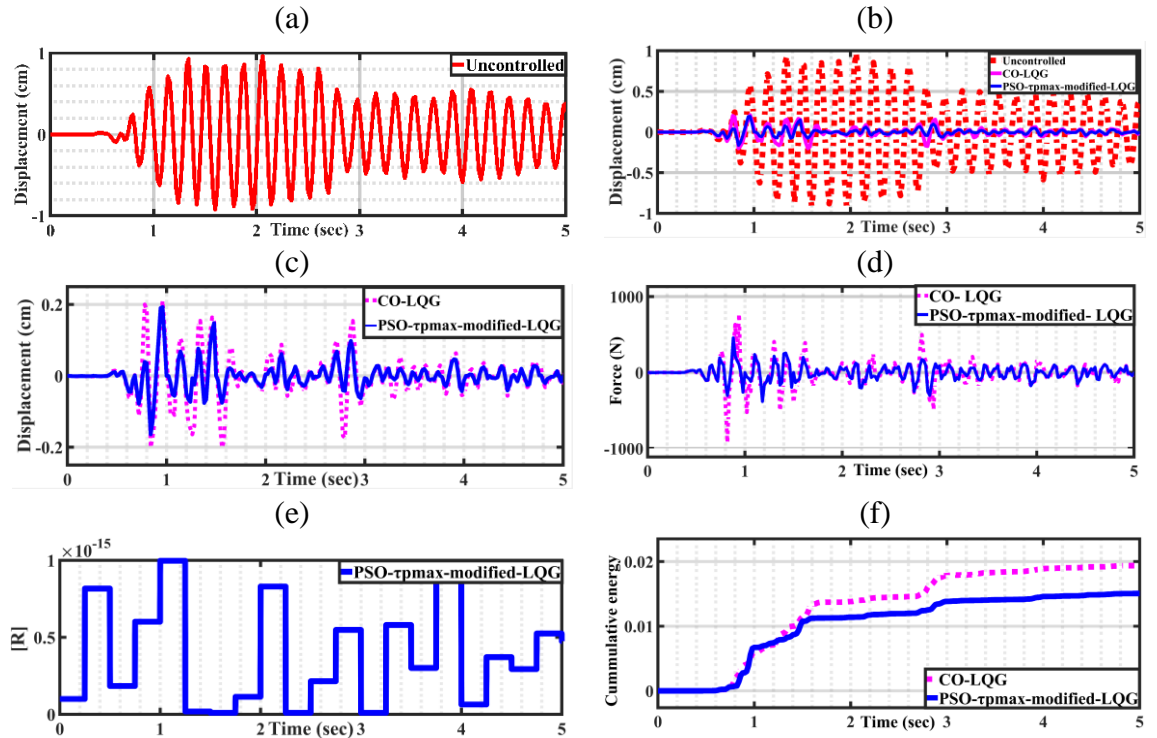 (a)
Displacement (cm)
1
0
-1
Uncontrolled
0 1 2 3 4 5
Time (sec)
(b)
Displacement (cm)
1
0.5
0
-0.5
-1
Uncontrolled
CO-LQG
PSO-τpmax-modified-LQG
0 1 2 3 4 5
Time (sec)
(c)
Displacement (cm)
0.2
0
-0.2
CO-LQG
PSO-τpmax-modified-LQG
0 1 2 3 4 5
Time (sec)
(d)
Force (N)
1000
0
-1000
CO- LQG
PSO-τpmax-modified- LQG
0 1 2 3 4 5
Time (sec)
(e)
×10⁻¹⁵
[R]
1
0.5
0
PSO-τpmax-modified-LQG
0 1 2 3 4 5
Time (sec)
(f)
Cummulative energy
0.02
0.01
0
CO-LQG
PSO-τpmax-modified-LQG
0 1 2 3 4 5
Time (sec)